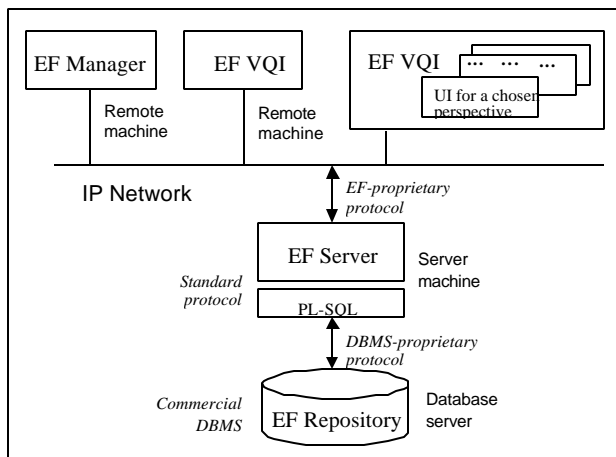 EF Manager
EF VQI
EF VQI
... ... ...
UI for a chosen
perspective
Remote
machine
Remote
machine
IP Network
EF-proprietary
protocol
EF Server
Server
machine
Standard
protocol
PL-SQL
DBMS-proprietary
protocol
Commercial
DBMS
EF Repository
Database
server